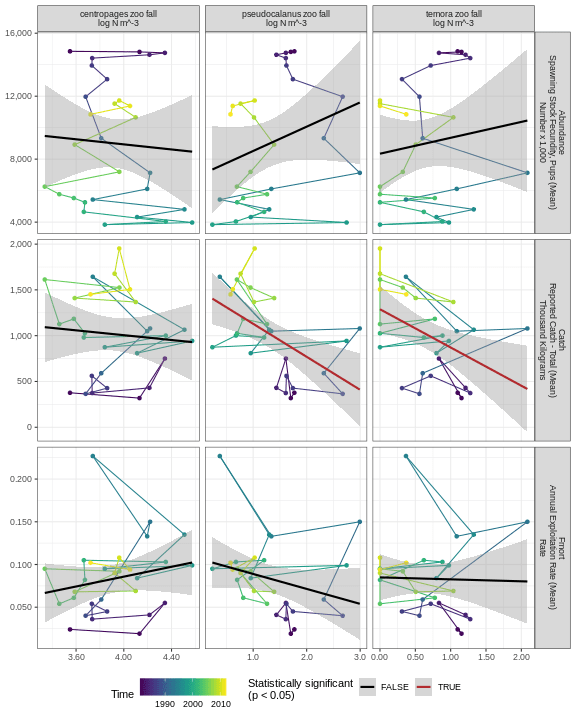 centropages zoo fall
log N m^-3
pseudocalanus zoo fall
log N m^-3
temora zoo fall
log N m^-3
16,000
12,000
8,000
4,000
Abundance
Spawning Stock Fecundity, Pups (Mean)
Number x 1,000
2,000
1,500
1,000
500
0
Catch
Reported Catch - Total (Mean)
Thousand Kilograms
0.200
0.150
0.100
0.050
Fmort
Annual Exploitation Rate (Mean)
Rate
3.60
4.00
4.40
1.0
2.0
3.0
0.00
0.50
1.00
1.50
2.00
Time
1990
2000
2010
Statistically significant
(p < 0.05)
FALSE
TRUE